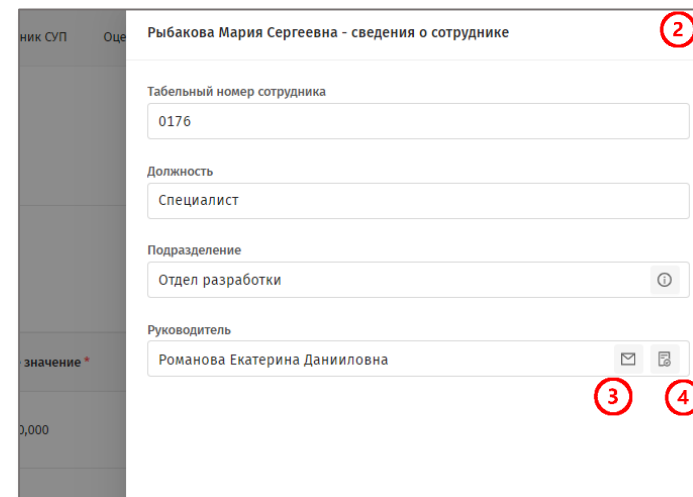 ник СУП Оце
Рыбакова Мария Сергеевна - сведения о сотруднике
2
Табельный номер сотрудника
0176
Должность
Специалист
Подразделение
Отдел разработки
Руководитель
Романова Екатерина Данииловна
значение *
3
4
0,000